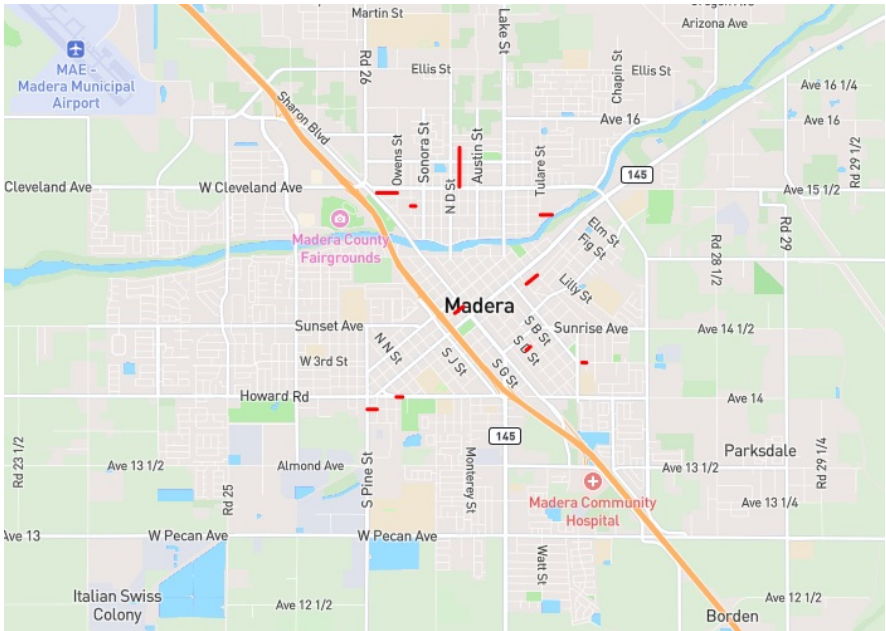 Martin St
Rd 26
Lake St
Arizona Ave
MAE -
Madera Municipal
Airport
Ellis St
Chapin St
Ellis St
Ave 16 1/4
Sharon Blvd
Ave 16
Ave 16
Rd 29 1/2
Owens St
Sonora St
Austin St
Tulare St
145
Cleveland Ave
W Cleveland Ave
Ave 15 1/2
N D St
Madera County
Fairgrounds
Elm St
Fig St
Rd 28 1/2
Rd 29
Lilly St
Madera
Sunset Ave
S B St
Sunrise Ave
Ave 14 1/2
N N St
W 3rd St
S J St
S G St
Howard Rd
Ave 14
145
Rd 23 1/2
Ave 13 1/2
Rd 25
Almond Ave
S Pine St
Monterey St
Parksdale
Ave 13 1/2
Rd 29 1/4
Madera Community
Hospital
Ave 13 1/4
Ave 13
W Pecan Ave
W Pecan Ave
Watt St
Italian Swiss
Colony
Ave 12 1/2
Ave 12 1/2
Borden